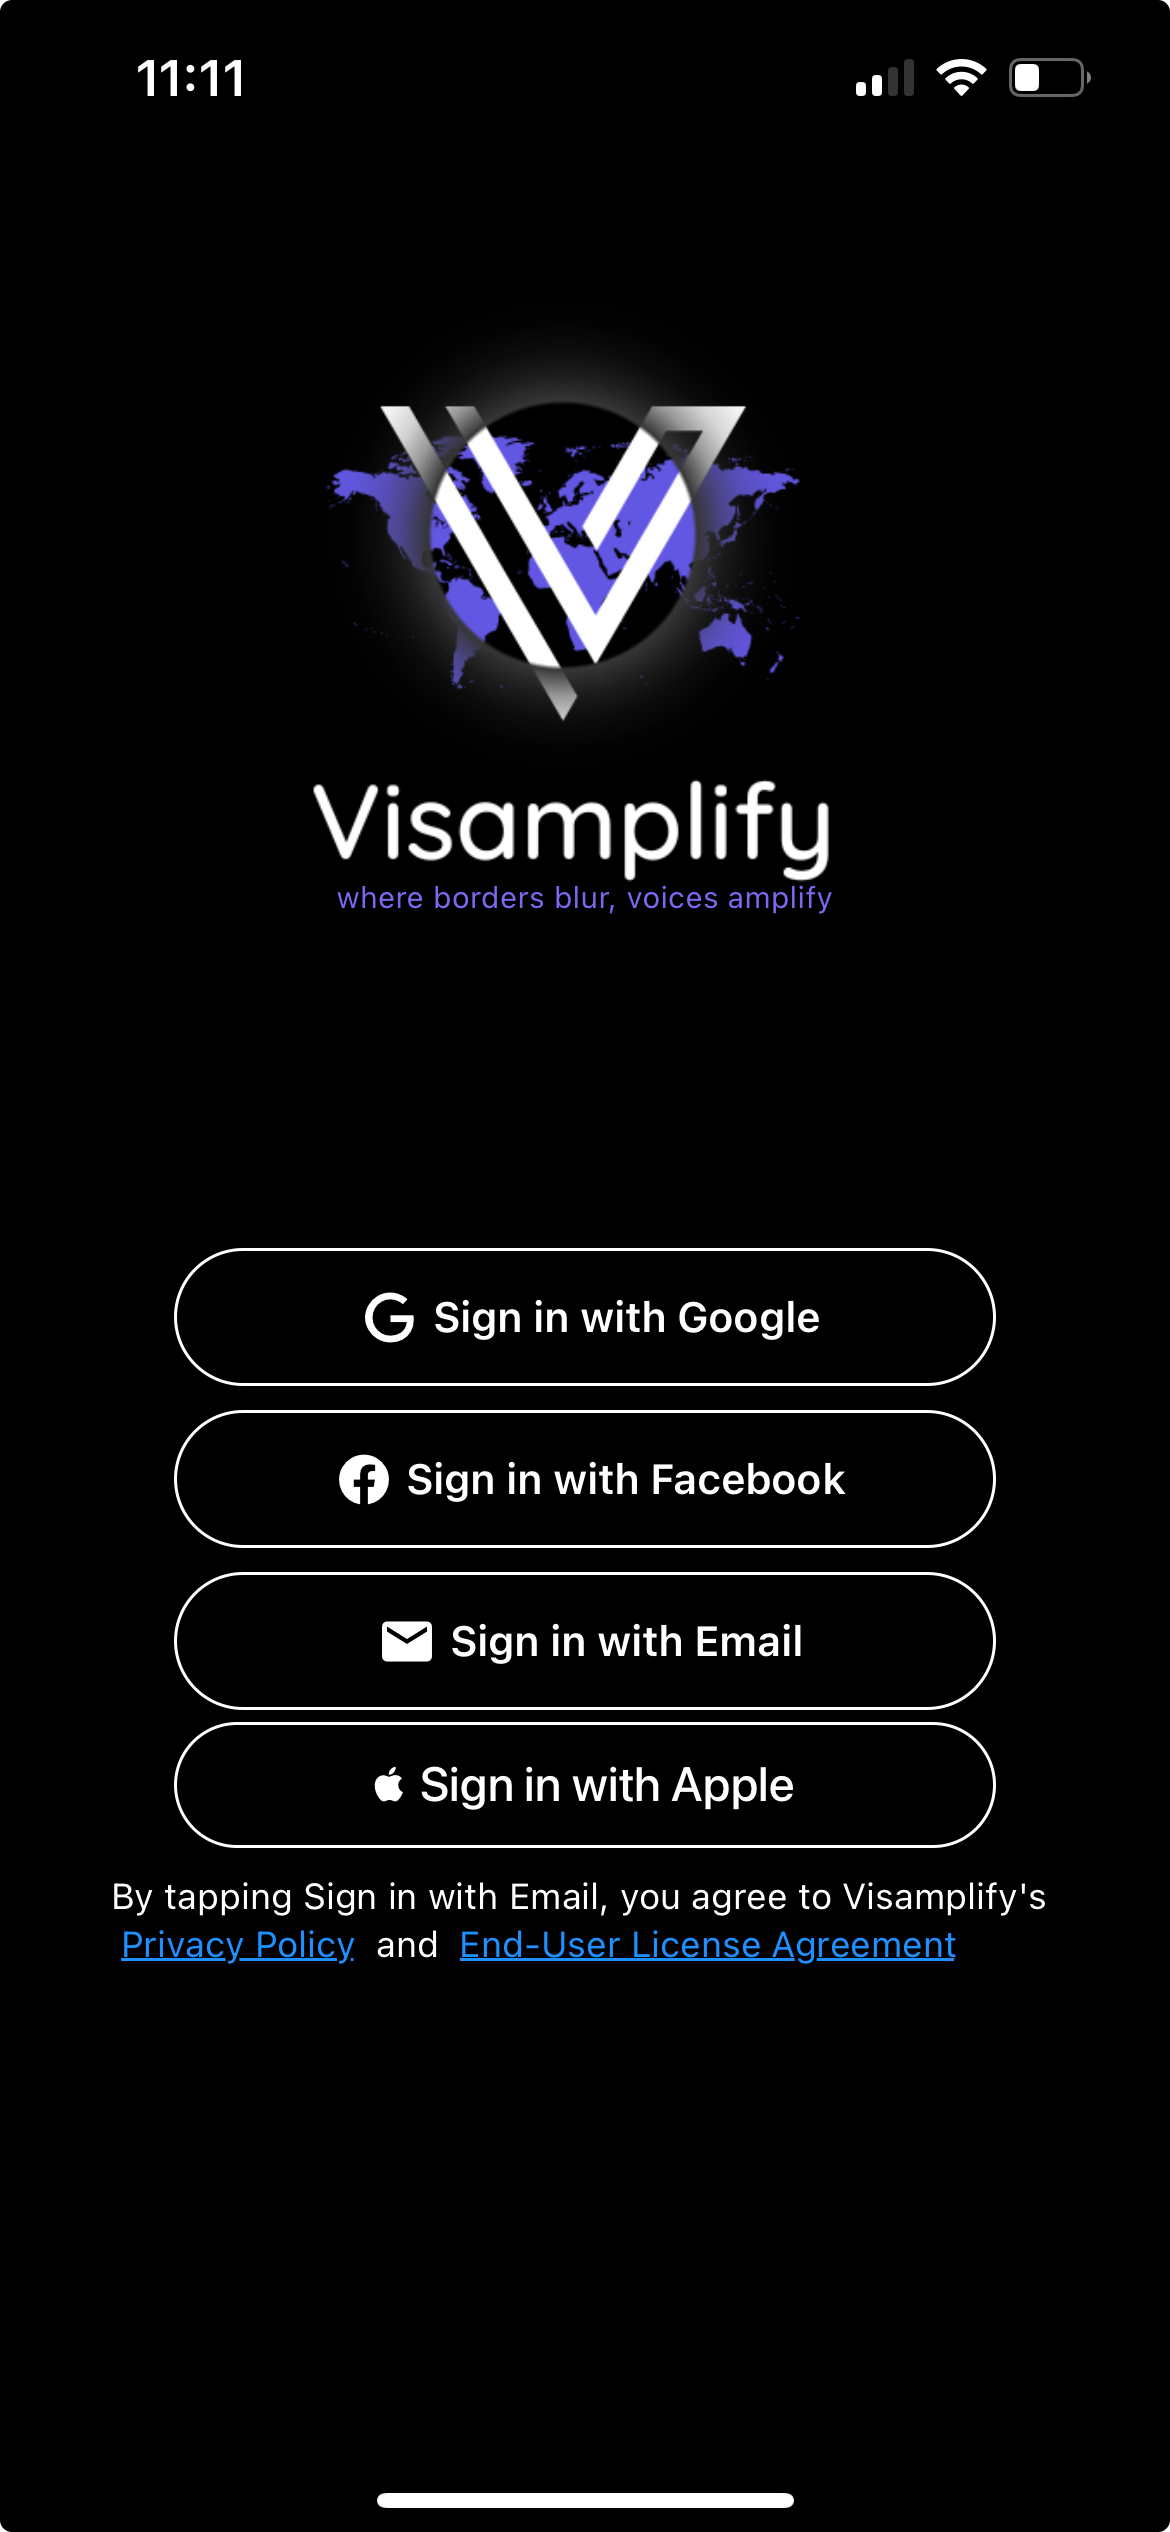 11:11
Visamplify
where borders blur, voices amplify
Sign in with Google
Sign in with Facebook
Sign in with Email
Sign in with Apple
By tapping Sign in with Email, you agree to Visamplify's
Privacy Policy and End-User License Agreement